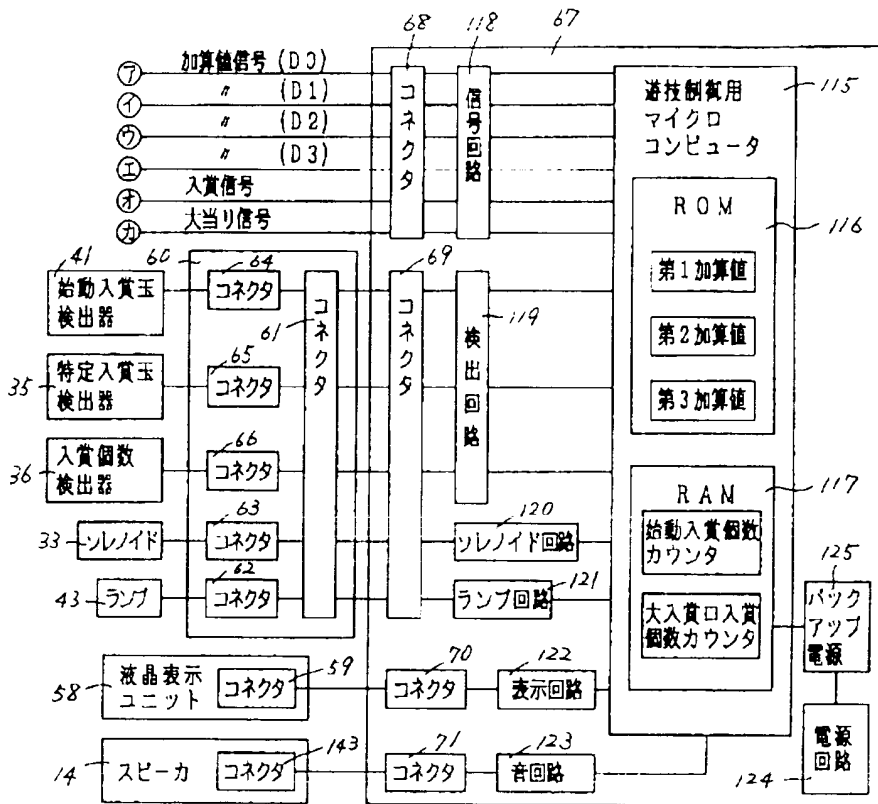 68
118
67
㋐ 加算値信号 (D0)
㋑ 〃 (D1)
㋒ 〃 (D2)
㋓ 〃 (D3)
㋔ 入賞信号
㋕ 大当り信号
コネクタ
信号回路
遊技制御用
マイクロ
コンピュータ
115
ROM
116
第1加算値
第2加算値
第3加算値
41
始動入賞玉
検出器
60
64
コネクタ
61
コネクタ
69
コネクタ
119
検出回路
35
特定入賞玉
検出器
65
コネクタ
36
入賞個数
検出器
66
コネクタ
33
ソレノイド
63
コネクタ
120
ソレノイド回路
43
ランプ
62
コネクタ
121
ランプ回路
RAM
117
始動入賞個数
カウンタ
大入賞口入賞
個数カウンタ
125
バック
アップ
電源
58
液晶表示
ユニット
59
コネクタ
70
コネクタ
122
表示回路
14
スピーカ
143
コネクタ
71
コネクタ
123
音回路
124
電源
回路